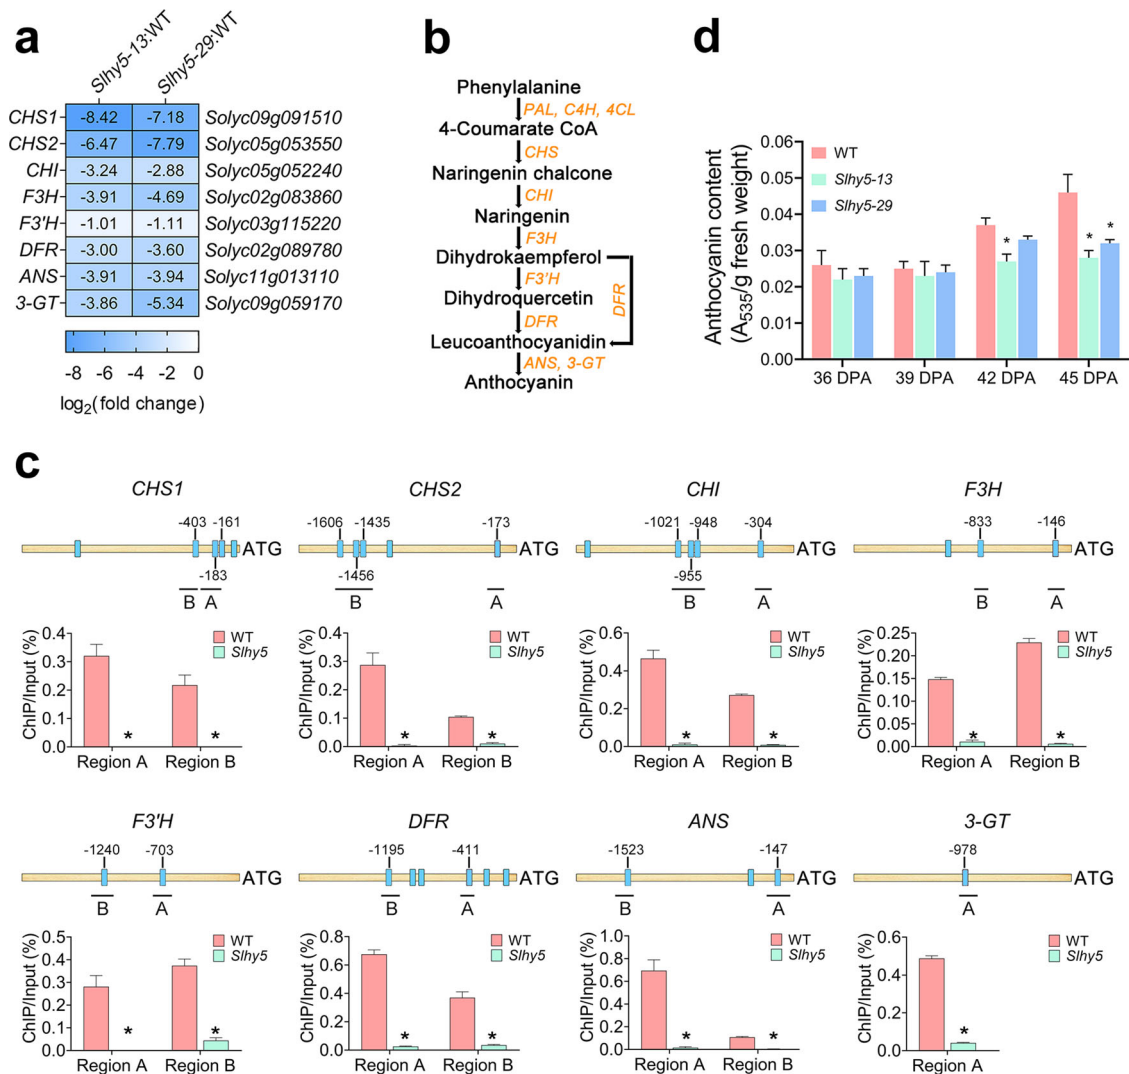 a
Slhy5-13:WT
Slhy5-29:WT
CHS1 -8.42 -7.18 Solyc09g091510
CHS2 -6.47 -7.79 Solyc05g053550
CHI -3.24 -2.88 Solyc05g052240
F3H -3.91 -4.69 Solyc02g083860
F3'H -1.01 -1.11 Solyc03g115220
DFR -3.00 -3.60 Solyc02g089780
ANS -3.91 -3.94 Solyc11g013110
3-GT -3.86 -5.34 Solyc09g059170
-8 -6 -4 -2 0
log2(fold change)
b
Phenylalanine
PAL, C4H, 4CL
4-Coumarate CoA
CHS
Naringenin chalcone
CHI
Naringenin
F3H
Dihydrokaempferol
F3'H
DFR
Dihydroquercetin
DFR
Leucoanthocyanidin
ANS, 3-GT
Anthocyanin
d
Anthocyanin content
(A535/g fresh weight)
0.06
0.05
0.04
0.03
0.02
0.01
0.00
WT
Slhy5-13
Slhy5-29
* * *
36 DPA 39 DPA 42 DPA 45 DPA
c
CHS1
-403 -161
ATG
-183
B A
ChIP/Input (%)
0.4
0.3
0.2
0.1
0.0
WT
Slhy5
* *
Region A Region B
CHS2
-1606 -1435 -173
ATG
-1456
B A
ChIP/Input (%)
0.4
0.3
0.2
0.1
0.0
WT
Slhy5
* *
Region A Region B
CHI
-1021 -948 -304
ATG
-955
B A
ChIP/Input (%)
0.6
0.4
0.2
0.0
WT
Slhy5
* *
Region A Region B
F3H
-833 -146
ATG
B A
ChIP/Input (%)
0.25
0.20
0.15
0.10
0.05
0.00
WT
Slhy5
* *
Region A Region B
F3'H
-1240 -703
ATG
B A
ChIP/Input (%)
0.5
0.4
0.3
0.2
0.1
0.0
WT
Slhy5
* *
Region A Region B
DFR
-1195 -411
ATG
B A
ChIP/Input (%)
0.8
0.6
0.4
0.2
0.0
WT
Slhy5
* *
Region A Region B
ANS
-1523 -147
ATG
B A
ChIP/Input (%)
1.0
0.8
0.6
0.4
0.2
0.0
WT
Slhy5
* *
Region A Region B
3-GT
-978
ATG
A
ChIP/Input (%)
0.6
0.4
0.2
0.0
WT
Slhy5
*
Region A